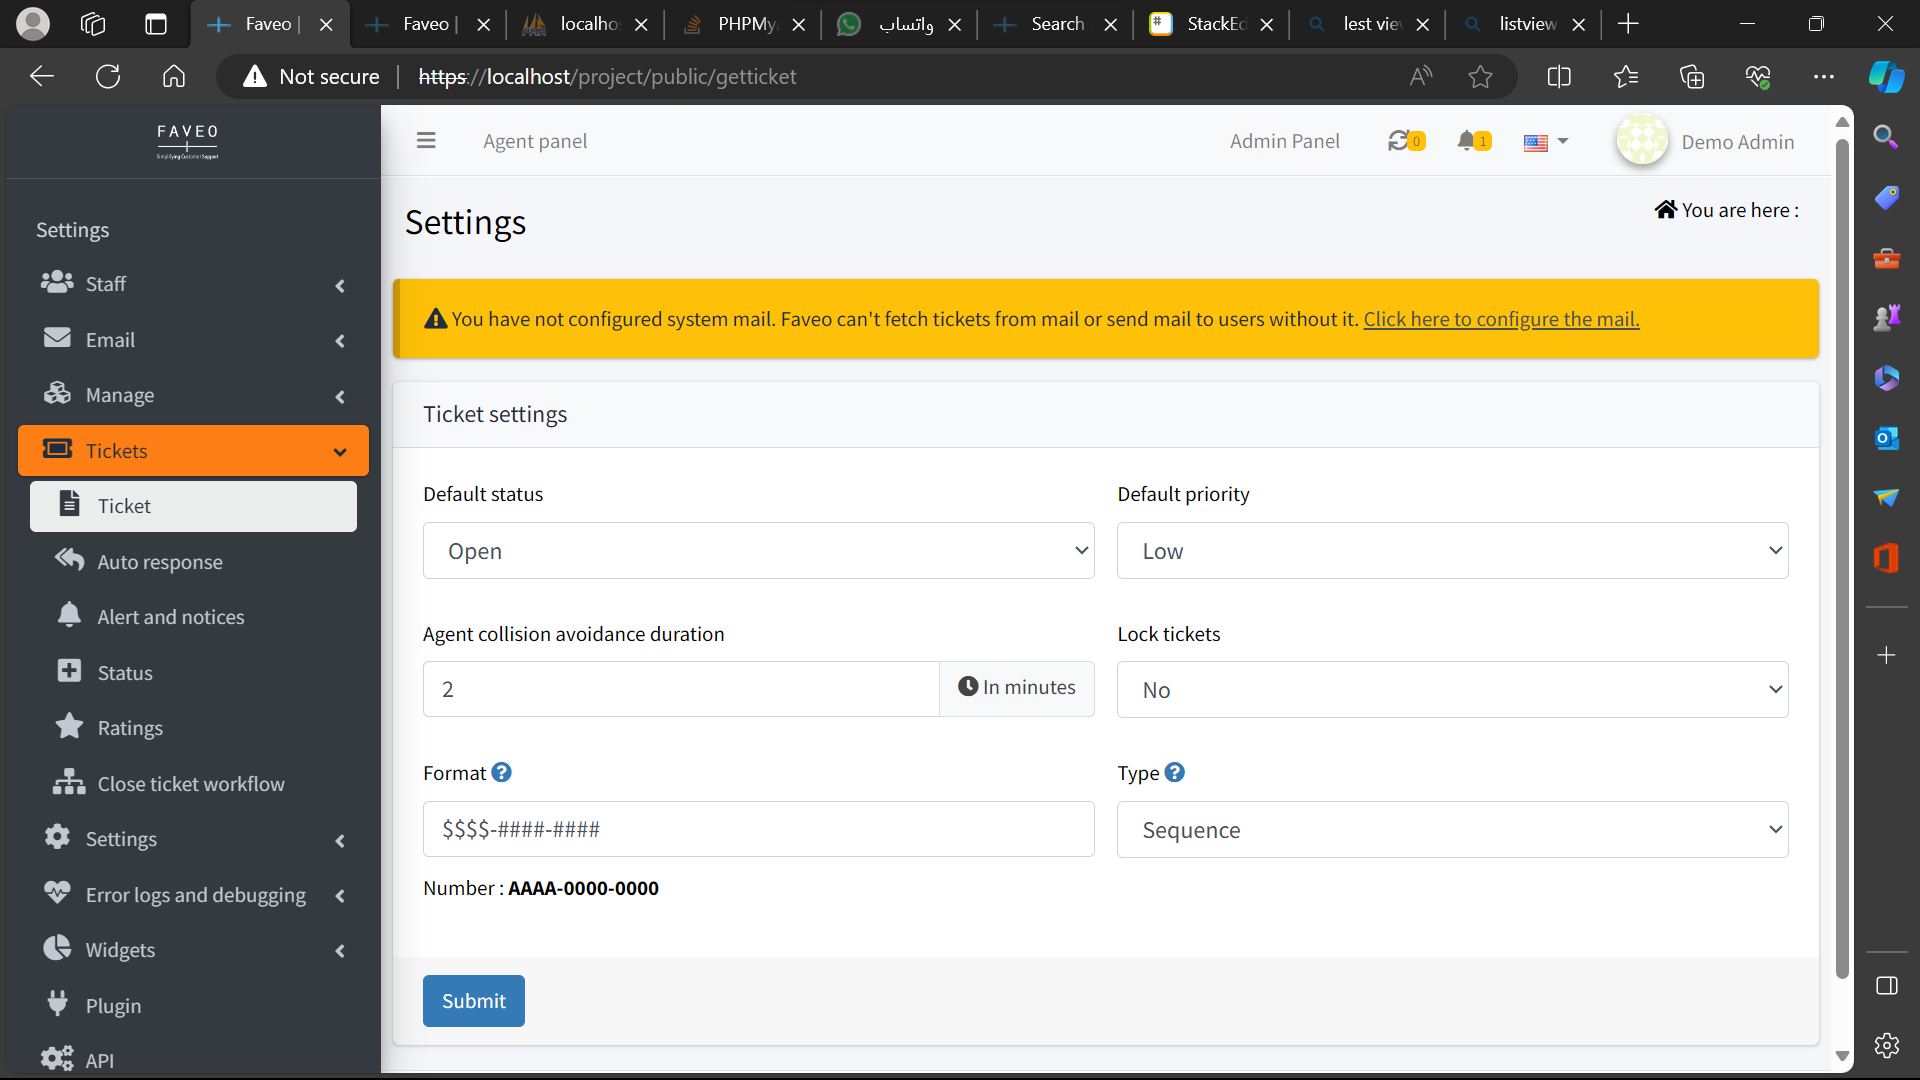 Faveo |
Faveo |
localho
PHPMy
واتساب
Search
StackEd
lest vie
listview
Not secure
https://localhost/project/public/getticket
FAVEO
Simplifying Customer Support
Agent panel
Admin Panel
0
1
Demo Admin
Settings
You are here :
You have not configured system mail. Faveo can't fetch tickets from mail or send mail to users without it. Click here to configure the mail.
Settings
Staff
Email
Manage
Tickets
Ticket
Auto response
Alert and notices
Status
Ratings
Close ticket workflow
Settings
Error logs and debugging
Widgets
Plugin
API
Ticket settings
Default status
Open
Default priority
Low
Agent collision avoidance duration
2
In minutes
Lock tickets
No
Format
$$$$-####-####
Type
Sequence
Number : AAAA-0000-0000
Submit